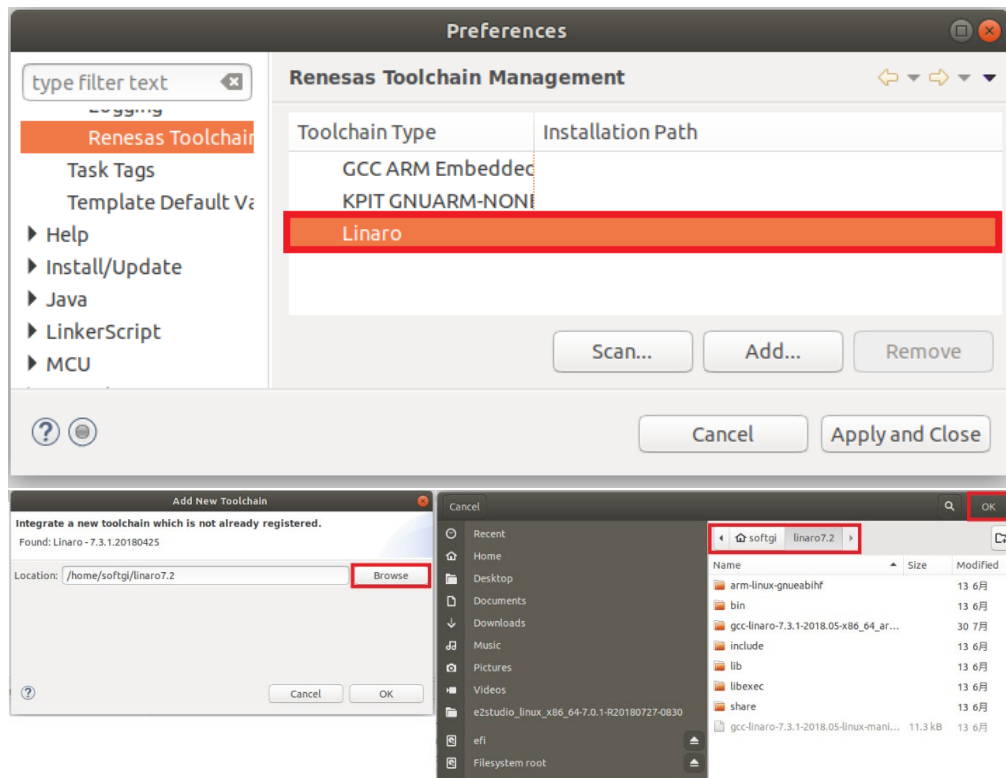 Preferences
type filter text
Renesas Toolchain Management
Logging
Renesas Toolchain
Task Tags
Template Default Va
Help
Install/Update
Java
LinkerScript
MCU
Toolchain Type Installation Path
GCC ARM Embedded
KPIT GNUARM-NONE
Linaro
Scan... Add... Remove
Cancel Apply and Close
Add New Toolchain
Integrate a new toolchain which is not already registered.
Found: Linaro - 7.3.1.20180425
Location: /home/softgi/linaro7.2 Browse
Cancel OK
Cancel OK
Recent
Home
Desktop
Documents
Downloads
Music
Pictures
Videos
e2studio_linux_x86_64-7.0.1-R20180727-0830
efi
Filesystem root
softgi linaro7.2
Name Size Modified
arm-linux-gnueabihf 13 6月
bin 13 6月
gcc-linaro-7.3.1-2018.05-x86_64_ar... 30 7月
include 13 6月
lib 13 6月
libexec 13 6月
share 13 6月
gcc-linaro-7.3.1-2018.05-linux-mani... 11.3 kB 13 6月